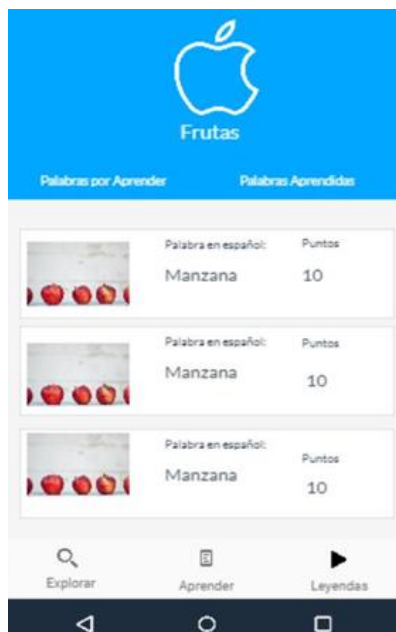 Frutas
Palabras por Aprender Palabras Aprendidas
Palabra en español: Puntos
Manzana 10
Palabra en español: Puntos
Manzana 10
Palabra en español: Puntos
Manzana 10
Explorar Aprender Leyendas